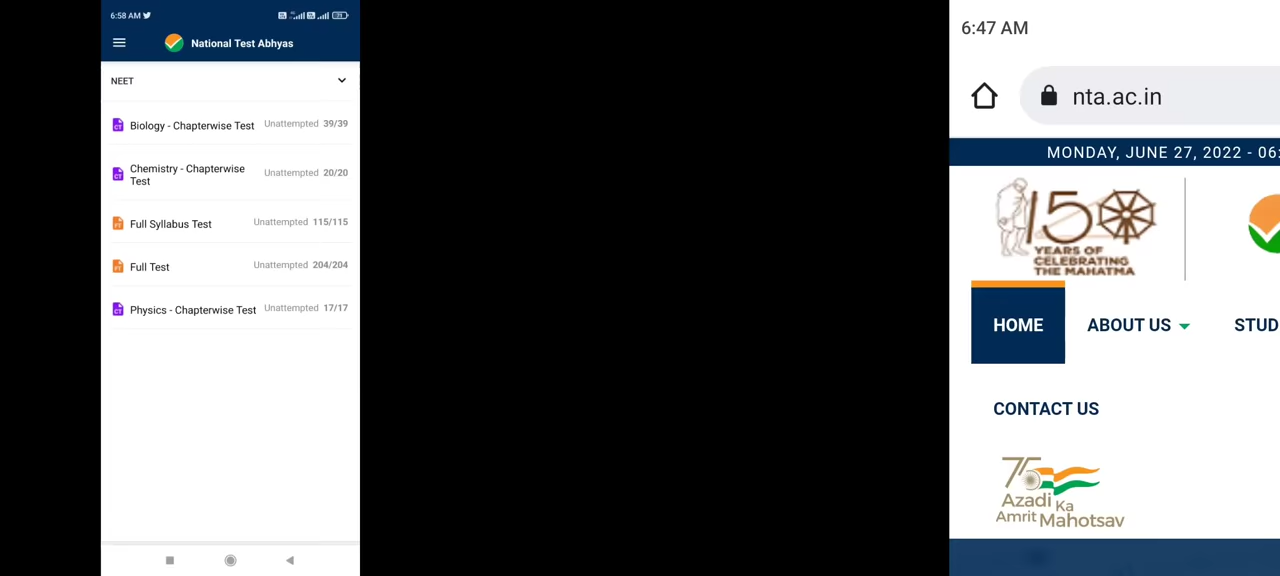 6:58 AM
National Test Abhyas
NEET
Biology - Chapterwise Test Unattempted 39/39
Chemistry - Chapterwise
Test Unattempted 20/20
Full Syllabus Test Unattempted 115/115
Full Test Unattempted 204/204
Physics - Chapterwise Test Unattempted 17/17
6:47 AM
nta.ac.in
MONDAY, JUNE 27, 2022 - 06:
150
YEARS OF
CELEBRATING
THE MAHATMA
HOME ABOUT US STUD
CONTACT US
75
Azadi Ka
Amrit Mahotsav